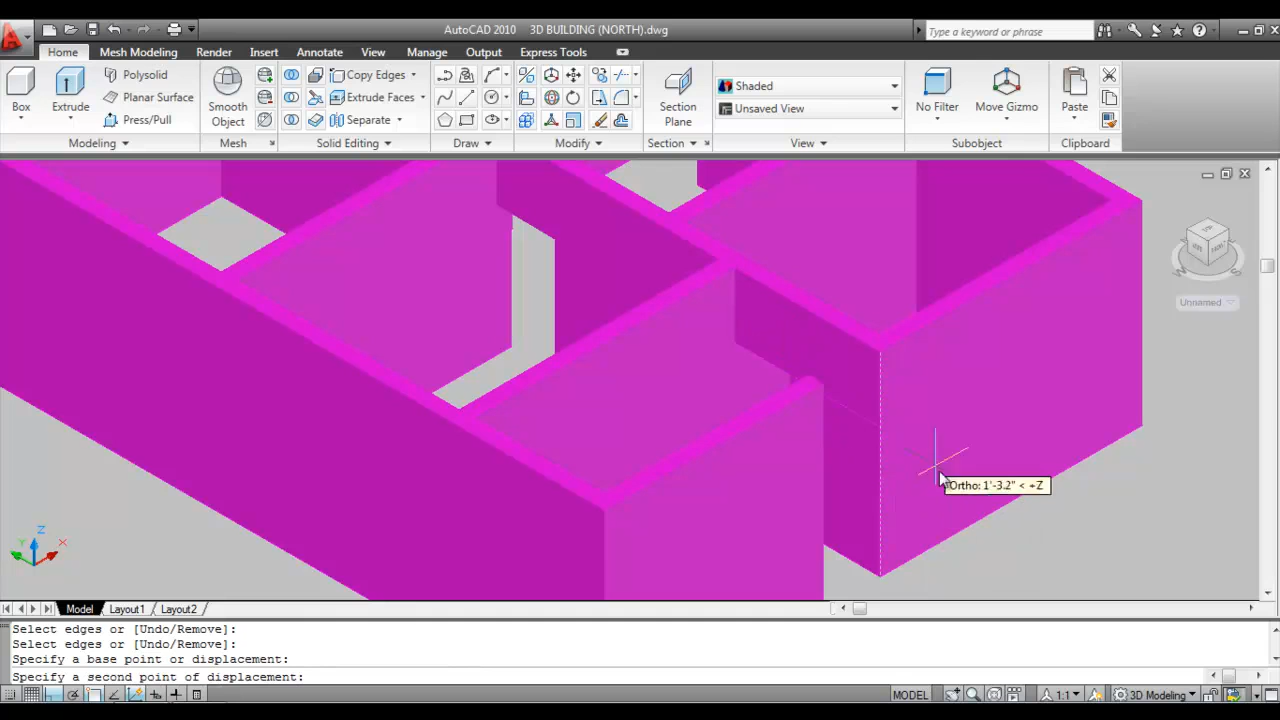 AutoCAD 2010 3D BUILDING (NORTH).dwg
Type a keyword or phrase
Home Mesh Modeling Render Insert Annotate View Manage Output Express Tools
Polysolid Copy Edges Shaded
Planar Surface Extrude Faces Unsaved View
Box Extrude Press/Pull Smooth Object Separate Section Plane No Filter Move Gizmo Paste
Modeling Mesh Solid Editing Draw Modify Section View Subobject Clipboard
Unnamed
Ortho: 1'-3.2" < +Z
Z
Y X
Model Layout1 Layout2
Select edges or [Undo/Remove]:
Select edges or [Undo/Remove]:
Specify a base point or displacement:
Specify a second point of displacement:
MODEL 1:1 3D Modeling